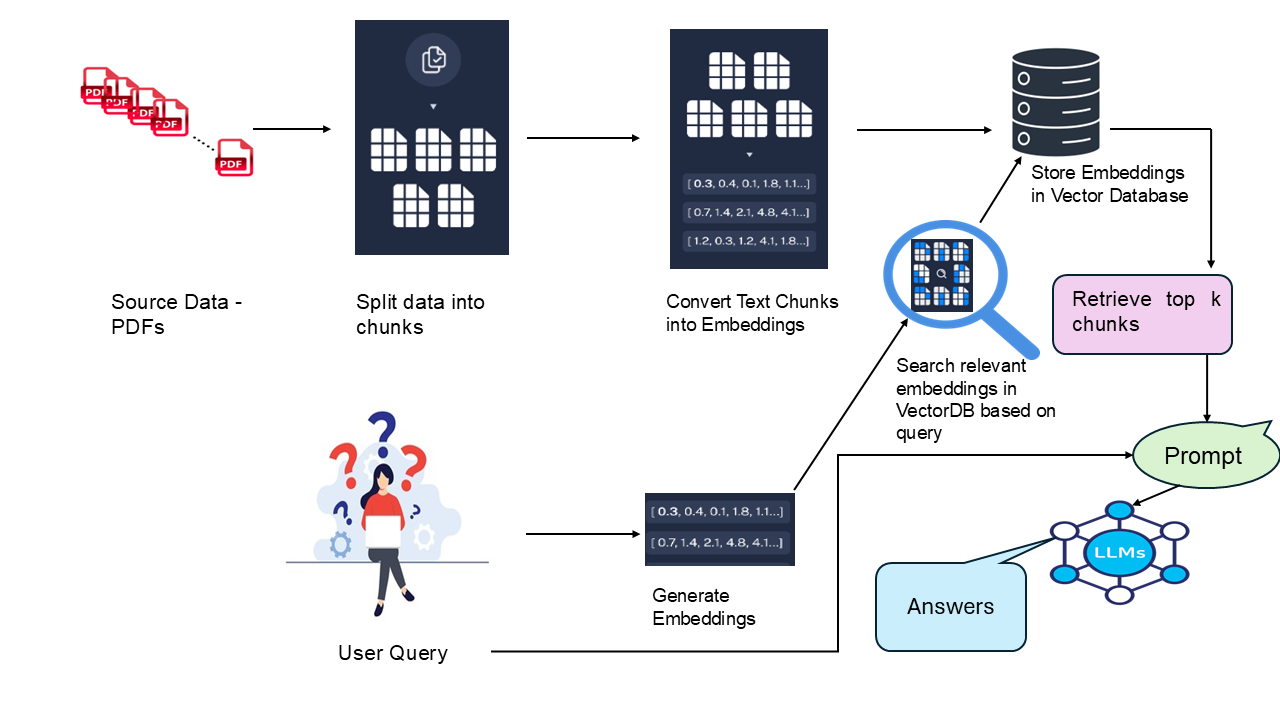 PDF
PDF
PDF
PDF
PDF
Source Data -
PDFs
Split data into
chunks
[ 0.3, 0.4, 0.1, 1.8, 1.1...]
[ 0.7, 1.4, 2.1, 4.8, 4.1...]
[ 1.2, 0.3, 1.2, 4.1, 1.8...]
Convert Text Chunks
into Embeddings
Store Embeddings
in Vector Database
Search relevant
embeddings in
VectorDB based on
query
Retrieve top k
chunks
? ? ? ? ?
User Query
[ 0.3, 0.4, 0.1, 1.8, 1.1...]
[ 0.7, 1.4, 2.1, 4.8, 4.1...]
Generate
Embeddings
Prompt
LLMs
Answers